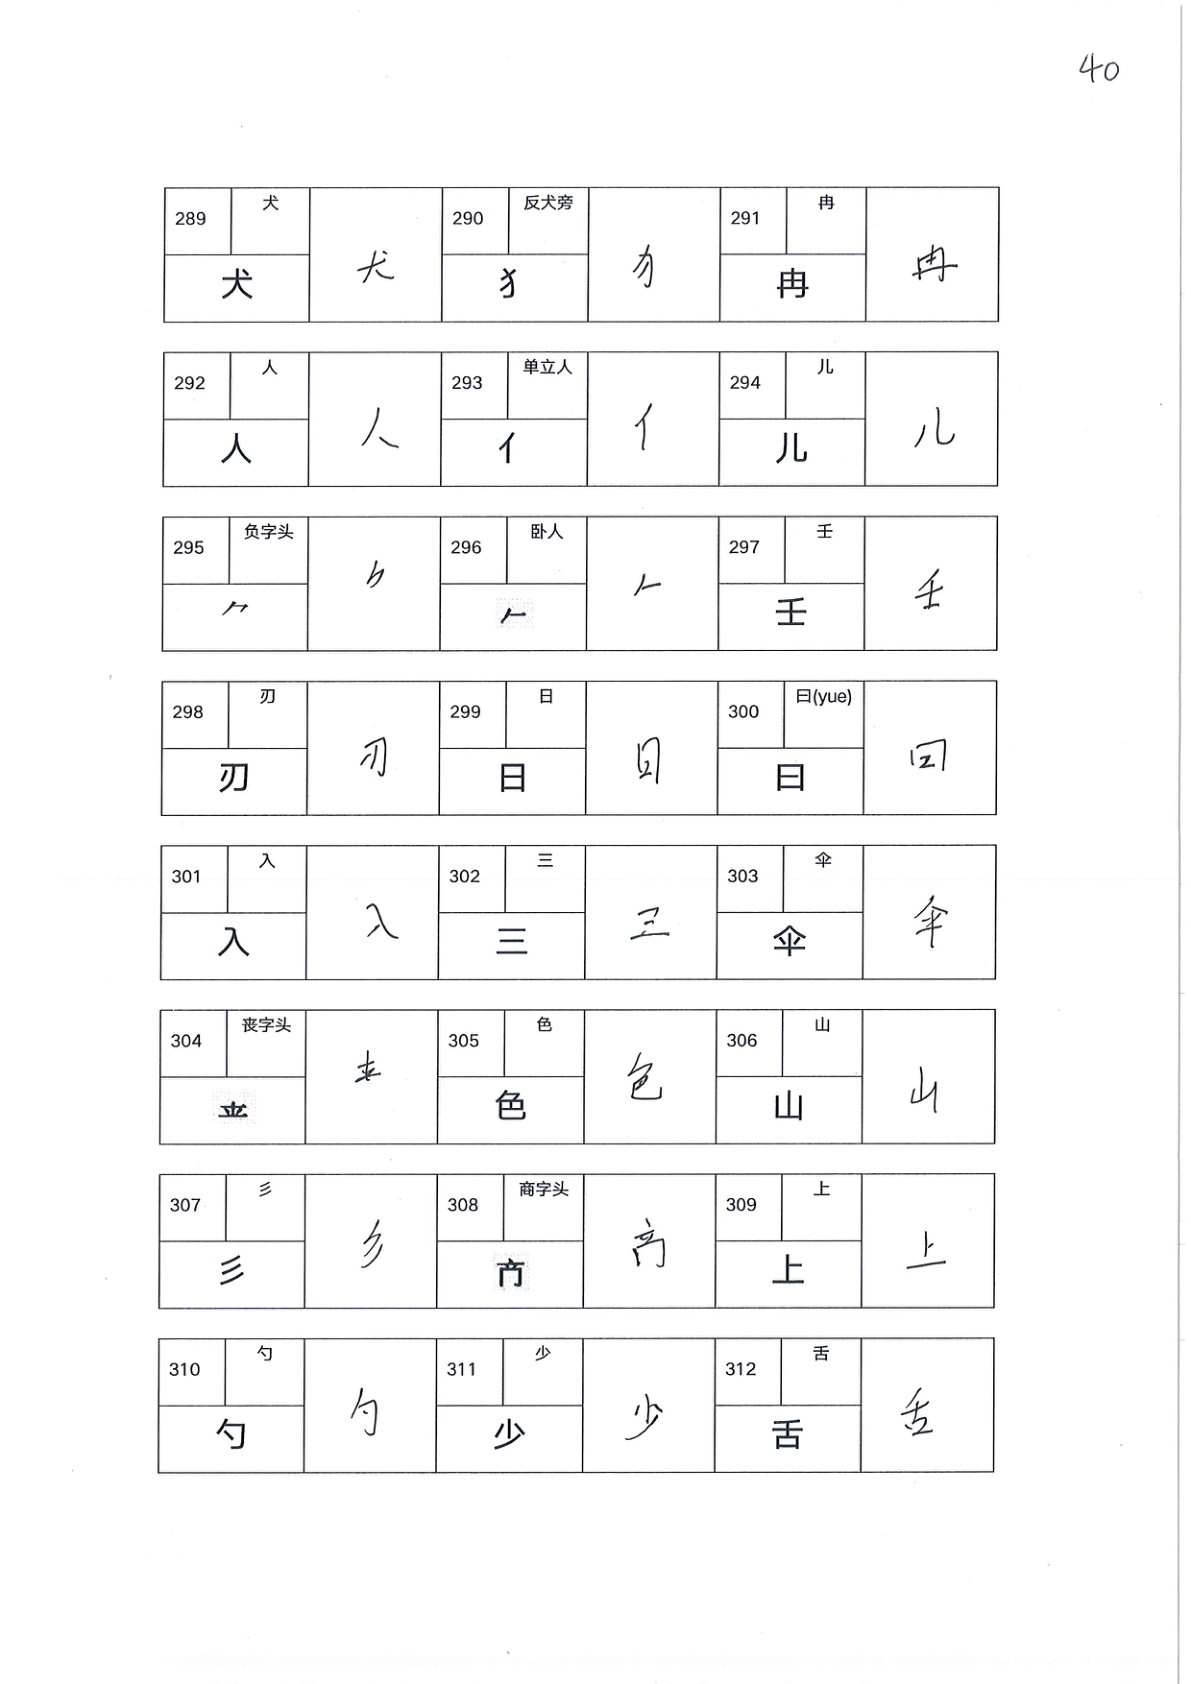 40
289 犬 犬 犬 290 反犬旁 犭 犭 291 冉 冉 冉
292 人 人 人 293 单立人 亻 亻 294 儿 儿 儿
295 负字头 ⺈ ⺈ 296 卧人 𠂉 𠂉 297 壬 壬 壬
298 刃 刃 刃 299 日 日 日 300 曰(yue) 曰 曰
301 入 入 入 302 三 三 三 303 伞 伞 伞
304 丧字头 305 色 色 色 306 山 山 山
307 彡 彡 彡 308 商字头 309 上 上 上
310 勺 勺 勺 311 少 少 少 312 舌 舌 舌